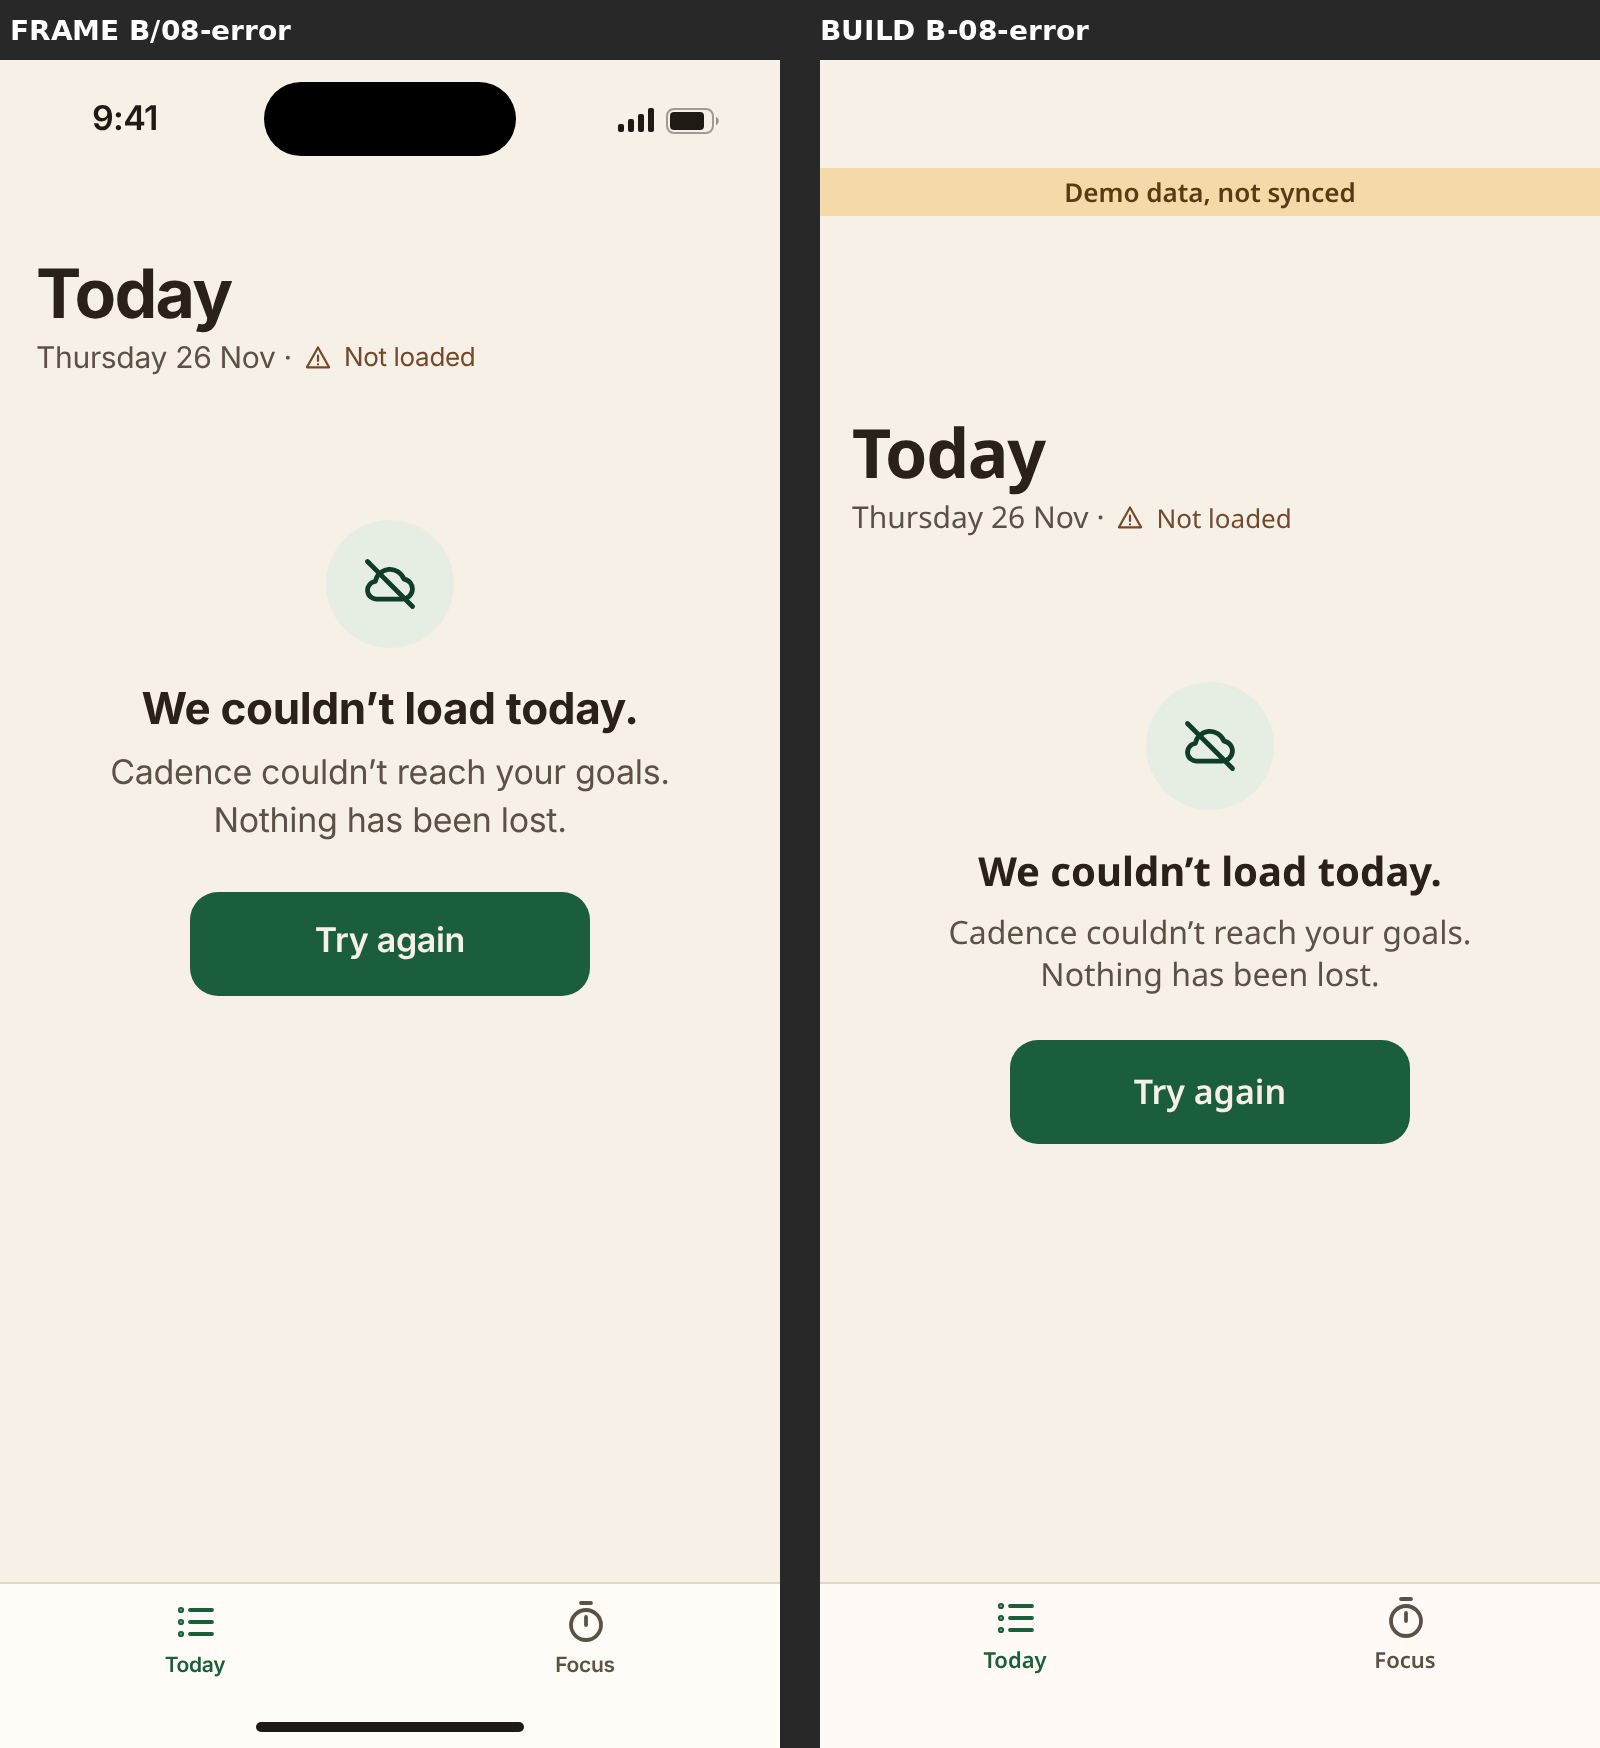 FRAME B/08-error
9:41
Today
Thursday 26 Nov · Not loaded
We couldn’t load today.
Cadence couldn’t reach your goals.
Nothing has been lost.
Try again
Today
Focus
BUILD B-08-error
Demo data, not synced
Today
Thursday 26 Nov · Not loaded
We couldn’t load today.
Cadence couldn’t reach your goals.
Nothing has been lost.
Try again
Today
Focus